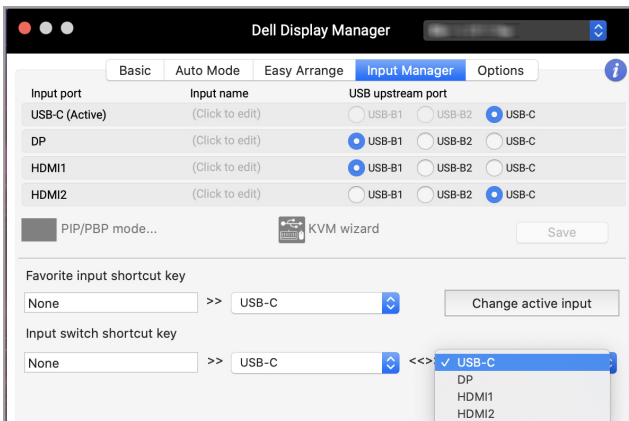 Dell Display Manager
Basic Auto Mode Easy Arrange Input Manager Options i
Input port Input name USB upstream port
USB-C (Active) (Click to edit) USB-B1 USB-B2 USB-C
DP (Click to edit) USB-B1 USB-B2 USB-C
HDMI1 (Click to edit) USB-B1 USB-B2 USB-C
HDMI2 (Click to edit) USB-B1 USB-B2 USB-C
PIP/PBP mode... KVM wizard Save
Favorite input shortcut key
None >> USB-C Change active input
Input switch shortcut key
None >> USB-C <<> ✓ USB-C
DP
HDMI1
HDMI2